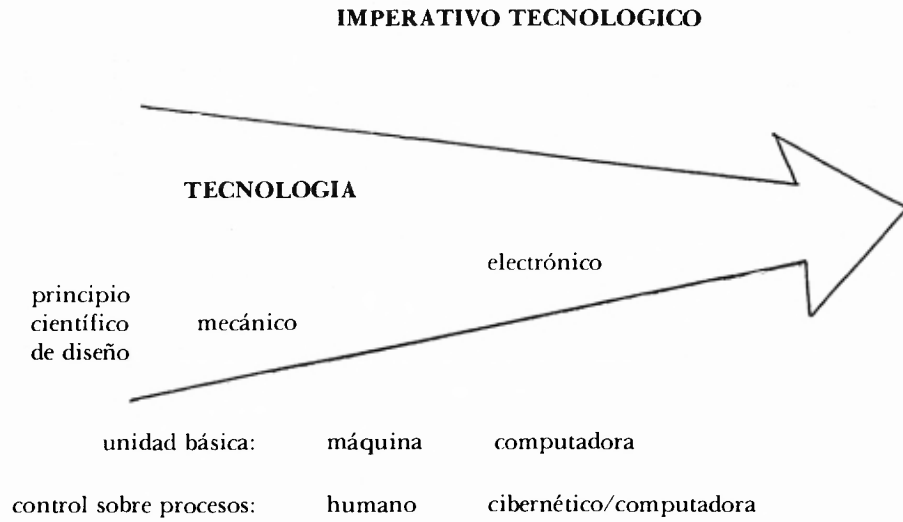 IMPERATIVO TECNOLOGICO
TECNOLOGIA
electrónico
principio
científico mecánico
de diseño
unidad básica: máquina computadora
control sobre procesos: humano cibernético/computadora